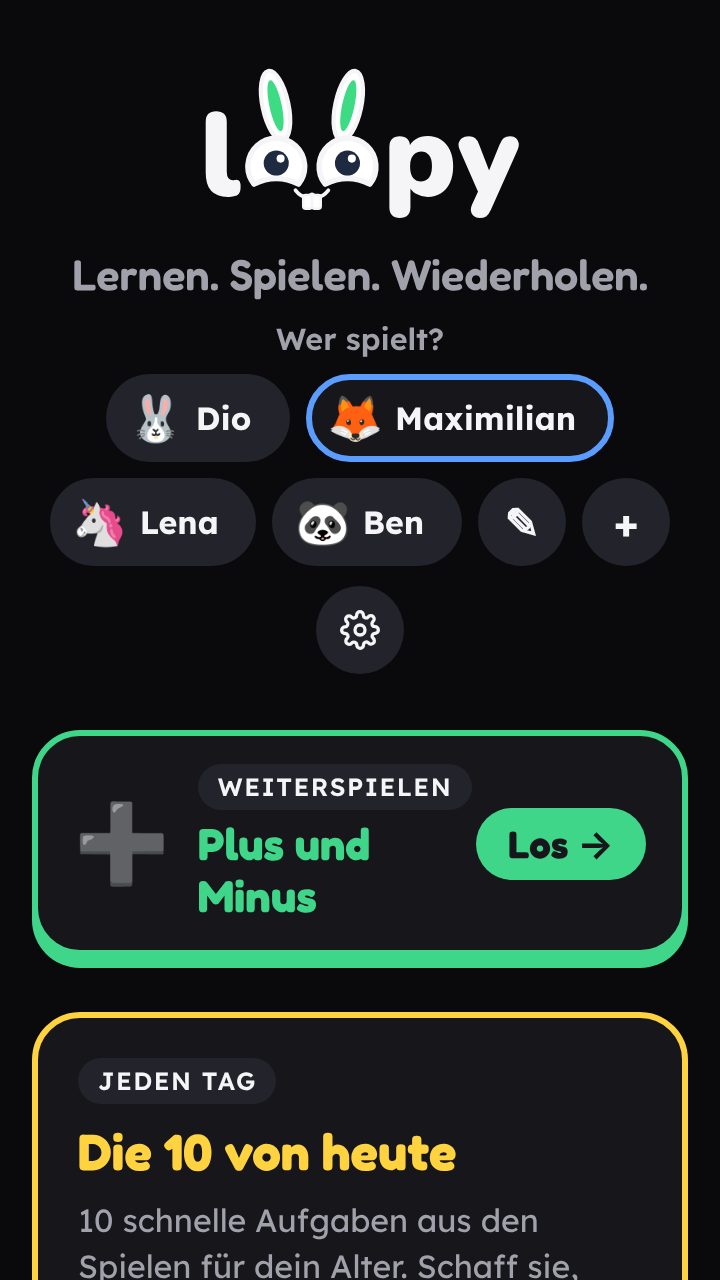 loopy
Lernen. Spielen. Wiederholen.
Wer spielt?
Dio
Maximilian
Lena
Ben
+
WEITERSPIELEN
Plus und
Minus
Los →
JEDEN TAG
Die 10 von heute
10 schnelle Aufgaben aus den
Spielen für dein Alter. Schaff sie,